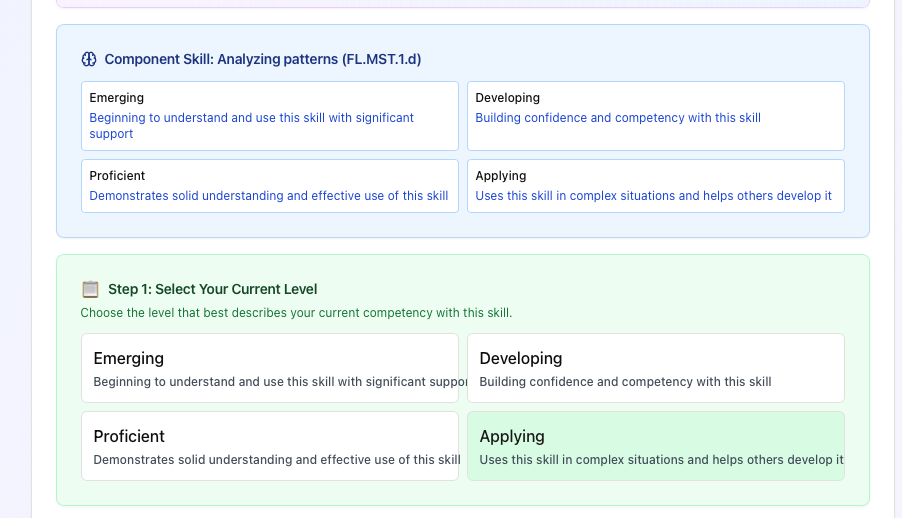 Component Skill: Analyzing patterns (FL.MST.1.d)
Emerging
Beginning to understand and use this skill with significant
support
Developing
Building confidence and competency with this skill
Proficient
Demonstrates solid understanding and effective use of this skill
Applying
Uses this skill in complex situations and helps others develop it
Step 1: Select Your Current Level
Choose the level that best describes your current competency with this skill.
Emerging
Beginning to understand and use this skill with significant suppor
Developing
Building confidence and competency with this skill
Proficient
Demonstrates solid understanding and effective use of this skill
Applying
Uses this skill in complex situations and helps others develop it